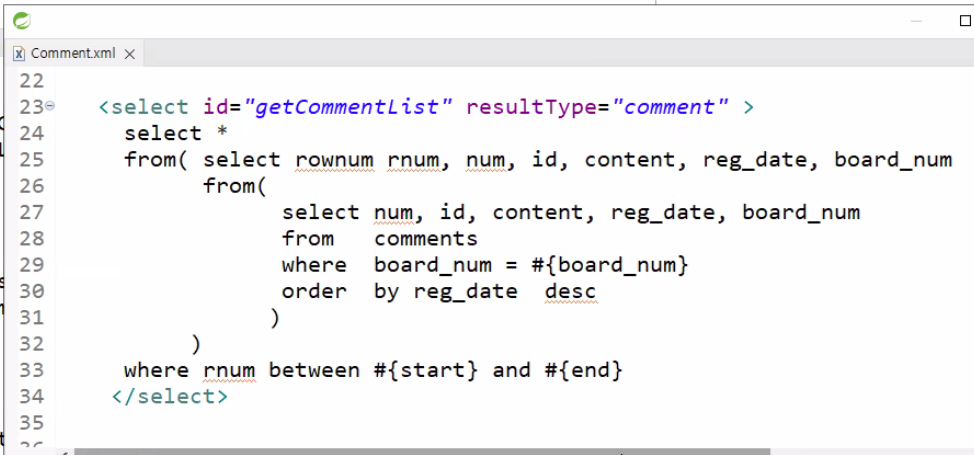 Comment.xml
22
23 <select id="getCommentList" resultType="comment" >
24 select *
25 from( select rownum rnum, num, id, content, reg_date, board_num
26 from(
27 select num, id, content, reg_date, board_num
28 from comments
29 where board_num = #{board_num}
30 order by reg_date desc
31 )
32 )
33 where rnum between #{start} and #{end}
34 </select>
35